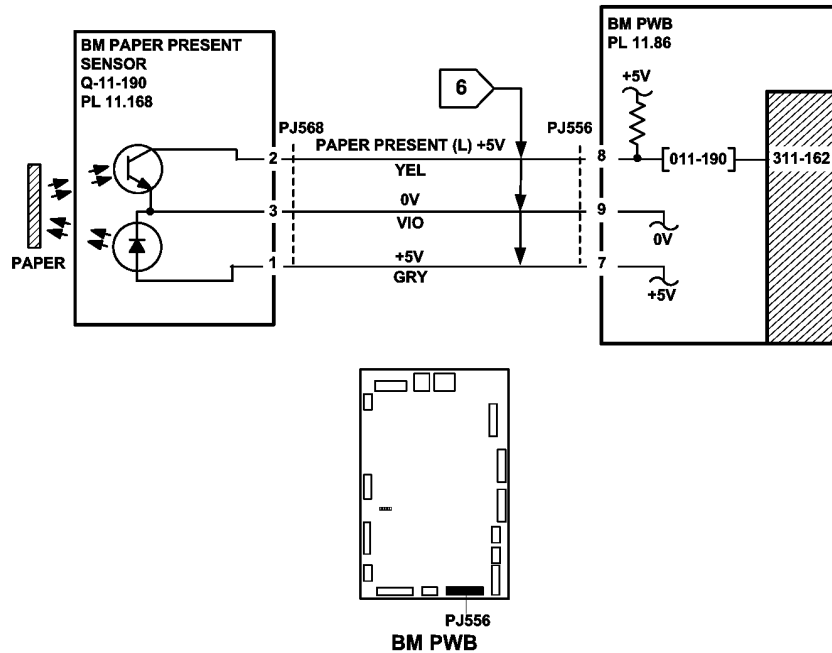 BM PAPER PRESENT
SENSOR
Q-11-190
PL 11.168
BM PWB
PL 11.86
+5V
6
PJ568
PAPER PRESENT (L) +5V
PJ556
2
YEL
8
[011-190]
311-162
3
0V
VIO
9
0V
PAPER
1
+5V
GRY
7
+5V
PJ556
BM PWB